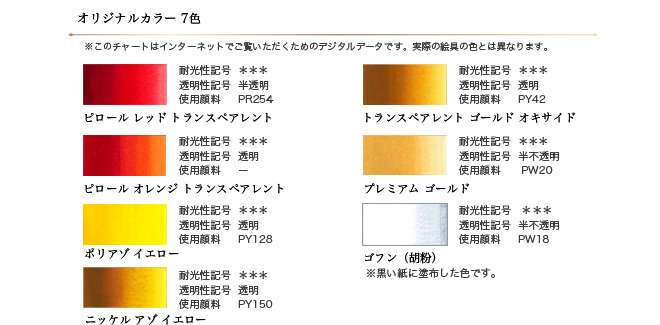 オリジナルカラー 7色
※このチャートはインターネットでご覧いただくためのデジタルデータです。実際の絵具の色とは異なります。
耐光性記号 ＊＊＊
透明性記号 半透明
使用顔料 PR254
ピロール レッド トランスペアレント
耐光性記号 ＊＊＊
透明性記号 透明
使用顔料 —
ピロール オレンジ トランスペアレント
耐光性記号 ＊＊＊
透明性記号 透明
使用顔料 PY128
ポリアゾ イエロー
耐光性記号 ＊＊＊
透明性記号 透明
使用顔料 PY150
ニッケル アゾ イエロー
耐光性記号 ＊＊＊
透明性記号 透明
使用顔料 PY42
トランスペアレント ゴールド オキサイド
耐光性記号 ＊＊＊
透明性記号 半不透明
使用顔料 PW20
プレミアム ゴールド
耐光性記号 ＊＊＊
透明性記号 半不透明
使用顔料 PW18
ゴフン（胡粉）
※黒い紙に塗布した色です。